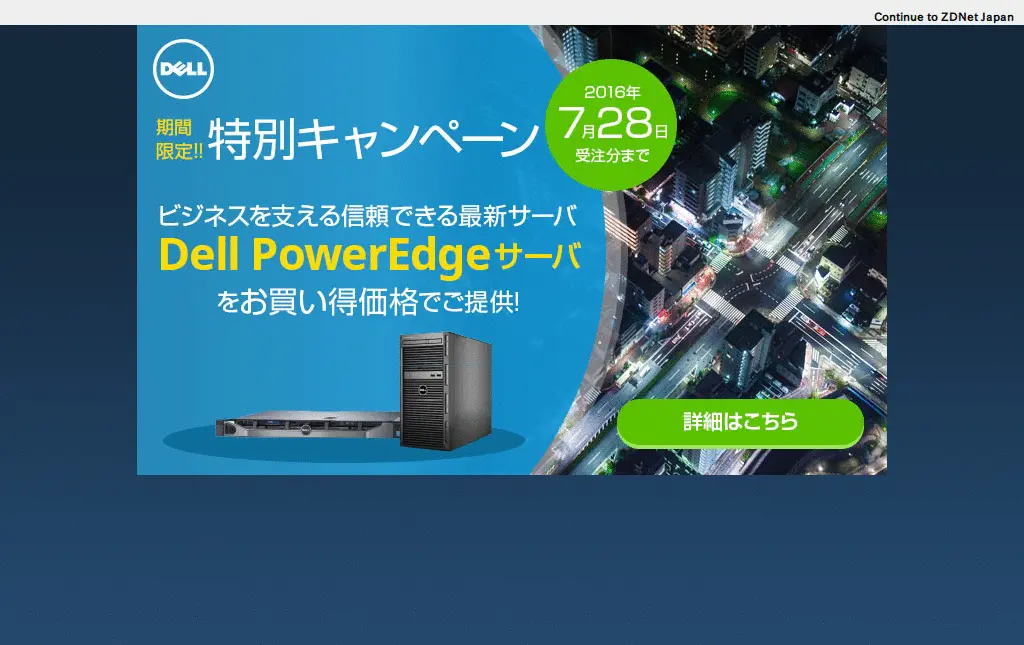 Continue to ZDNet Japan
DELL
期間
限定!!
特別キャンペーン
2016年
7月28日
受注分まで
ビジネスを支える信頼できる最新サーバ
Dell PowerEdgeサーバ
をお買い得価格でご提供!
詳細はこちら